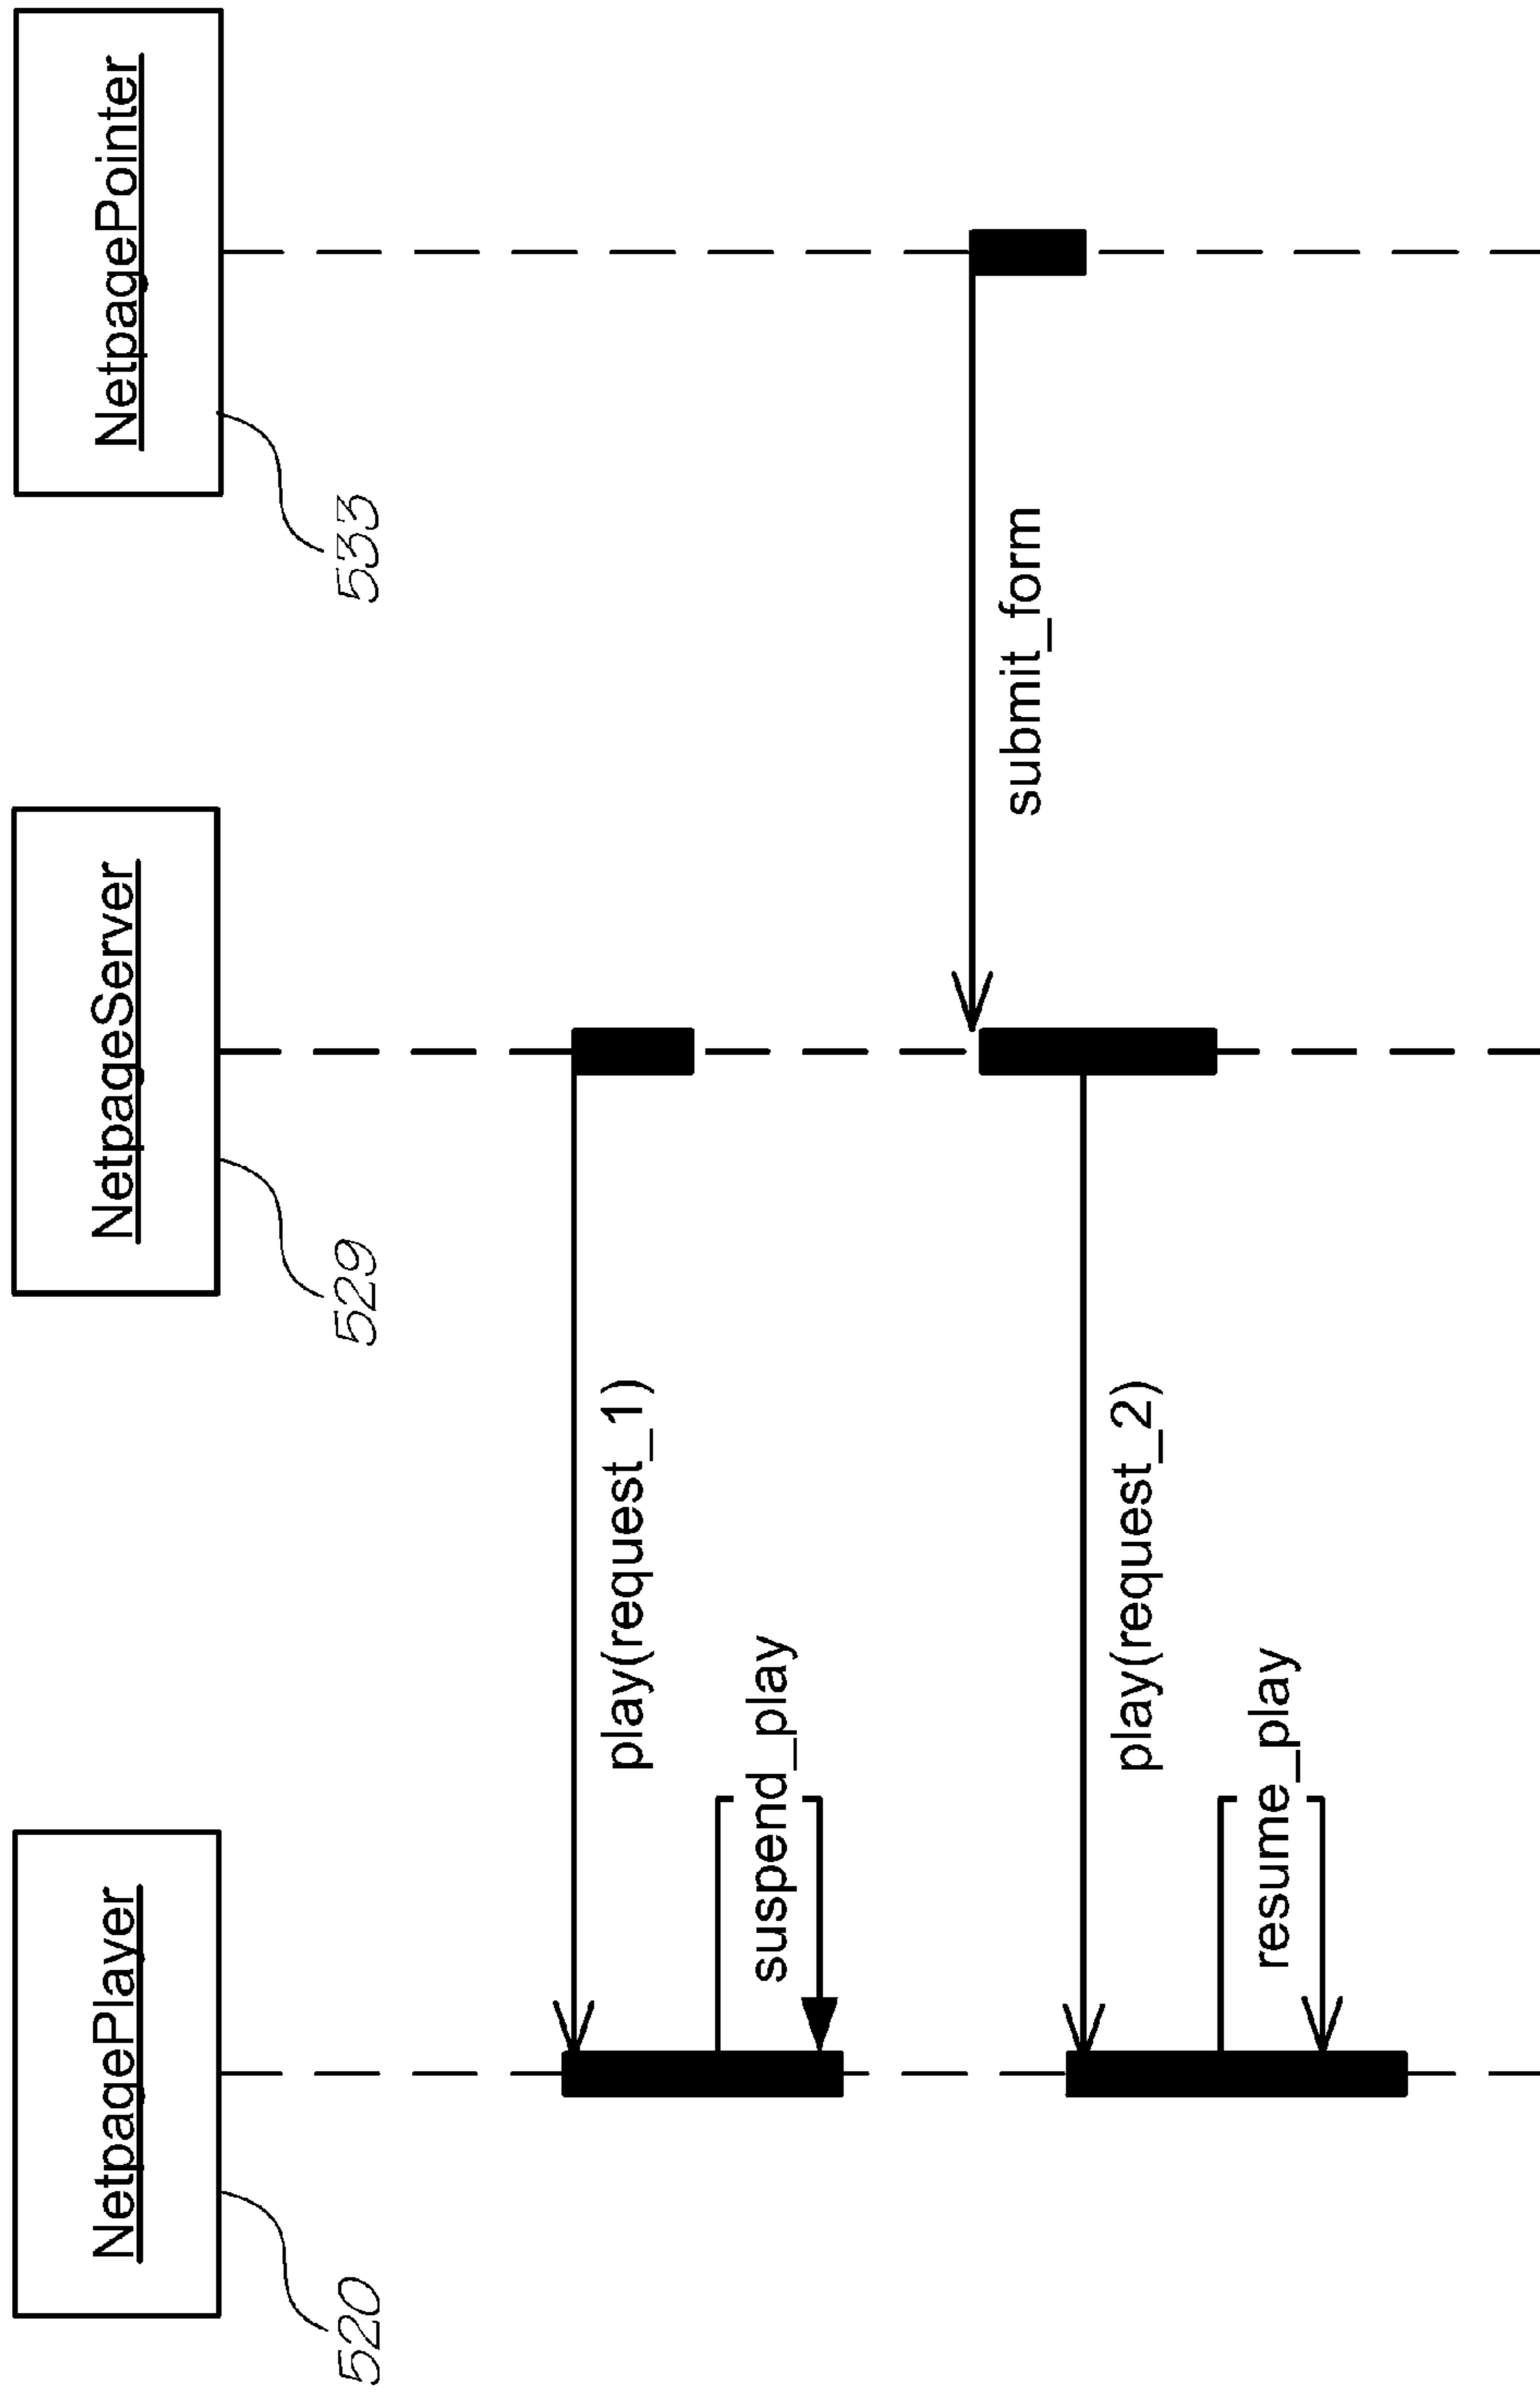 NetpagePlayer
NetpageServer
NetpagePointer
520
529
533
play(request_1)
suspend_play
submit_form
play(request_2)
resume_play